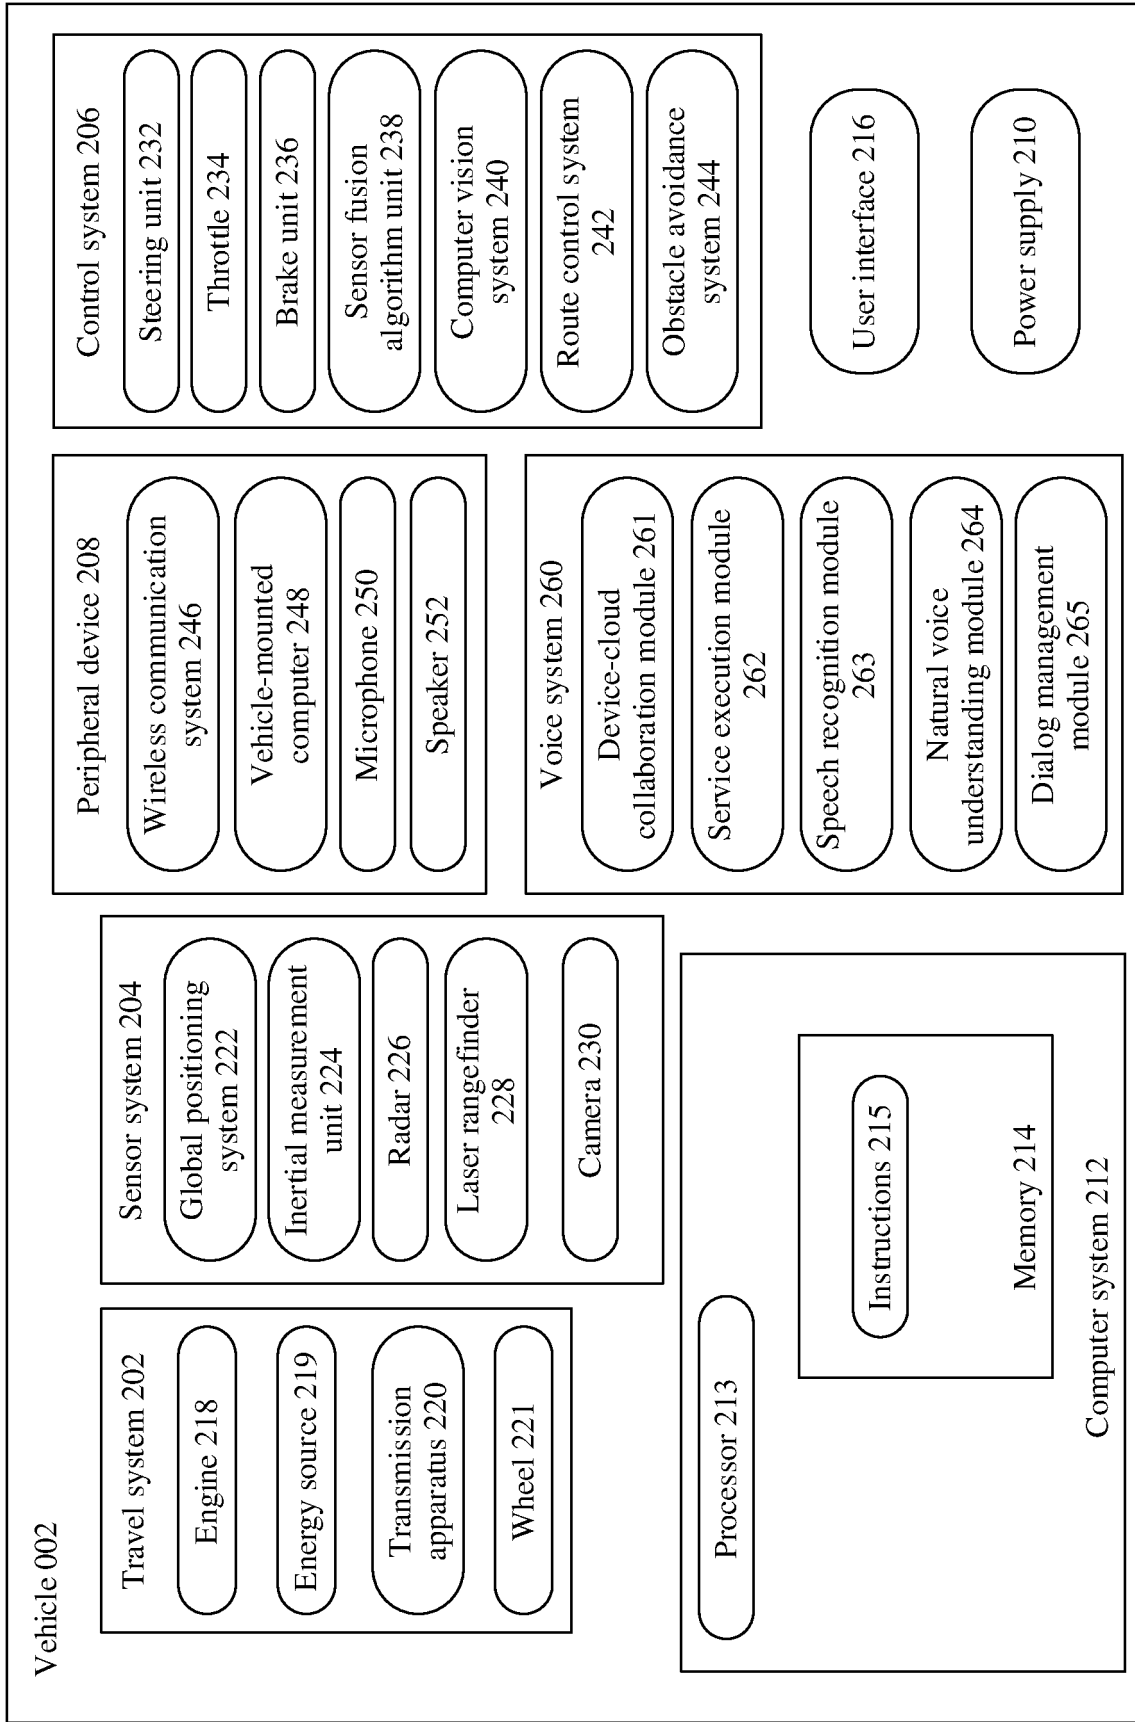 Vehicle 002
Travel system 202
Engine 218
Energy source 219
Transmission
apparatus 220
Wheel 221
Sensor system 204
Global positioning
system 222
Inertial measurement
unit 224
Radar 226
Laser rangefinder
228
Camera 230
Peripheral device 208
Wireless communication
system 246
Vehicle-mounted
computer 248
Microphone 250
Speaker 252
Control system 206
Steering unit 232
Throttle 234
Brake unit 236
Sensor fusion
algorithm unit 238
Computer vision
system 240
Route control system
242
Obstacle avoidance
system 244
Processor 213
Instructions 215
Memory 214
Computer system 212
Voice system 260
Device-cloud
collaboration module 261
Service execution module
262
Speech recognition module
263
Natural voice
understanding module 264
Dialog management
module 265
User interface 216
Power supply 210